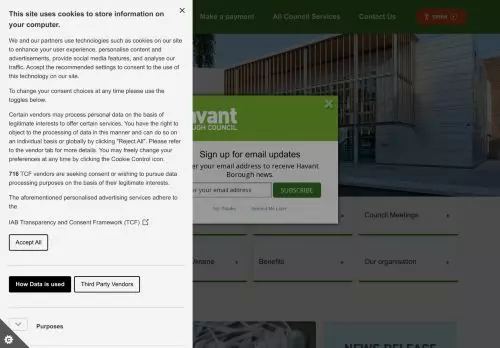 This site uses cookies to store information on
your computer.
We and our partners use technologies such as cookies on our site
to enhance your user experience, personalise content and
advertisements, provide social media features, and analyse our
traffic. Accept the recommended settings to consent to the use of
this technology on our site.
To change your consent choices at any time please use the
toggles below.
Certain vendors may process personal data on the basis of
legitimate interests to offer certain services. You have the right to
object to the processing of data in this manner and can do so on
an individual basis or globally by clicking "Reject All". Please refer
to the vendor tab for more details. You may freely change your
preferences at any time by clicking the Cookie Control icon.
716 TCF vendors are seeking consent or wishing to pursue data
processing purposes on the basis of their legitimate interests.
The aforementioned personalised advertising services adhere to
the
IAB Transparency and Consent Framework (TCF)
Accept All
How Data is used
Third Party Vendors
Purposes
Make a payment
All Council Services
Contact Us
avant
OUGH COUNCIL
Sign up for email updates
er your email address to receive Havant
Borough news.
er your email address
SUBSCRIBE
No Thanks
Remind Me Later
Council Meetings +
Ukraine +
Benefits +
Our organisation +
NEWS RELEASE